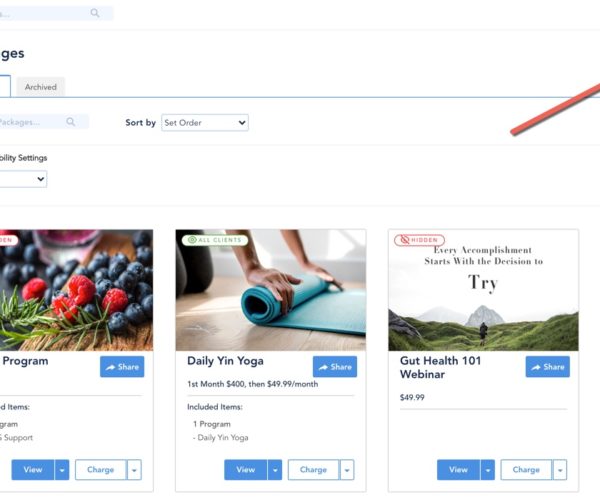 s...
ges
Archived
Packages...
Sort by
Set Order
bility Settings
DEN
ALL CLIENTS
HIDDEN
Every Accomplishment
Starts With the Decision to
Try
Program
Share
Daily Yin Yoga
Share
Gut Health 101
Webinar
Share
1st Month $400, then $49.99/month
$49.99
ded Items:
gram
S Support
Included Items:
1 Program
- Daily Yin Yoga
View
Charge
View
Charge
View
Charge